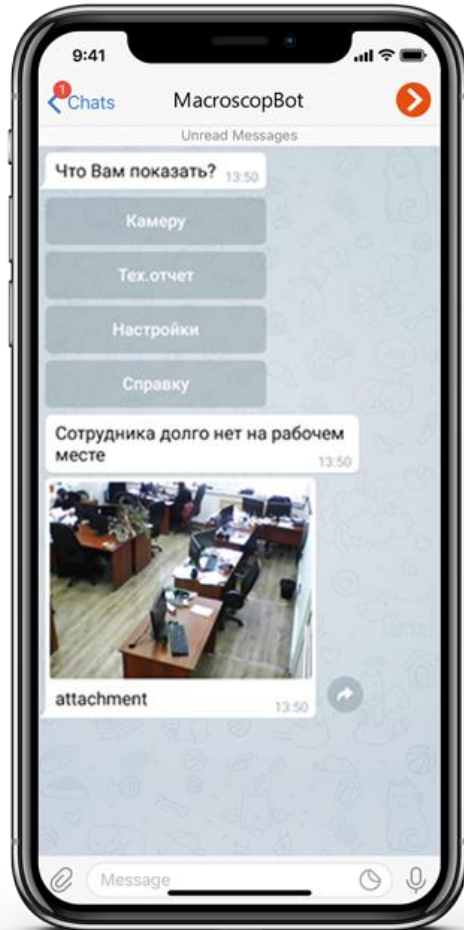 9:41
1
Chats
MacroscopBot
Unread Messages
Что Вам показать? 13:50
Камеру
Тех.отчет
Настройки
Справку
Сотрудника долго нет на рабочем
месте
13:50
attachment
13:50
Message